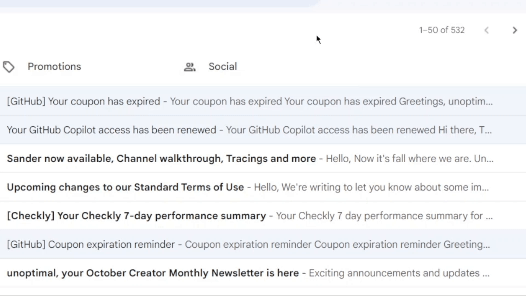 1–50 of 532
Promotions Social
[GitHub] Your coupon has expired - Your coupon has expired Your coupon has expired Greetings, unoptim...
Your GitHub Copilot access has been renewed - Your GitHub Copilot access has been renewed Hi there, T...
Sander now available, Channel walkthrough, Tracings and more - Hello, Now it's fall where we are. Un...
Upcoming changes to our Standard Terms of Use - Hello, We're writing to let you know about some im...
[Checkly] Your Checkly 7-day performance summary - Your Checkly 7 day performance summary for ...
[GitHub] Coupon expiration reminder - Coupon expiration reminder Coupon expiration reminder Greeting...
unoptimal, your October Creator Monthly Newsletter is here - Exciting announcements and updates ...